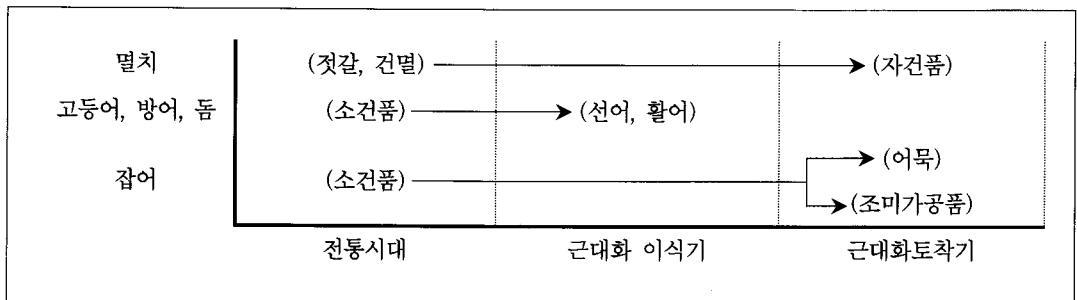 멸치 (젓갈, 건멸) (자건품)
고등어, 방어, 돔 (소건품) (선어, 활어)
(어묵)
잡어 (소건품)
(조미가공품)
전통시대 근대화 이식기 근대화토착기